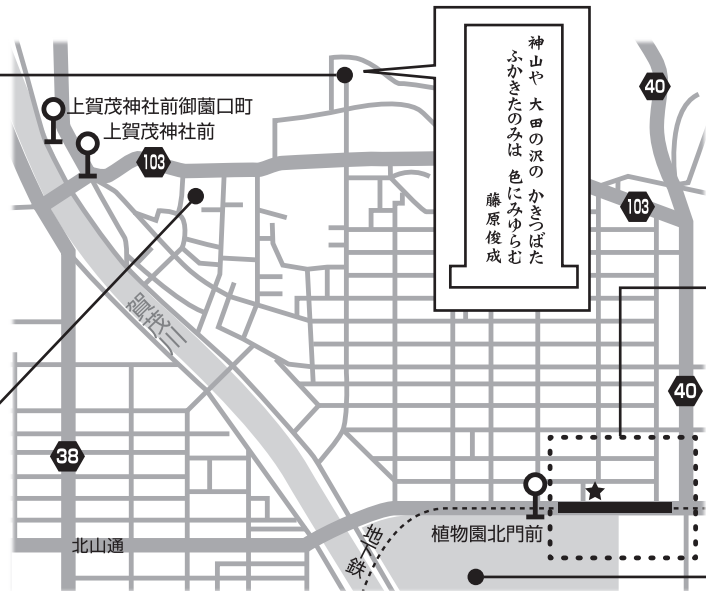 神山や 大田の沢の かきつばた
ふかきたのみは 色にみゆらむ
藤原俊成
40
上賀茂神社前御薗口町
上賀茂神社前
103
103
賀茂川
40
38
植物園北門前
地下鉄
北山通